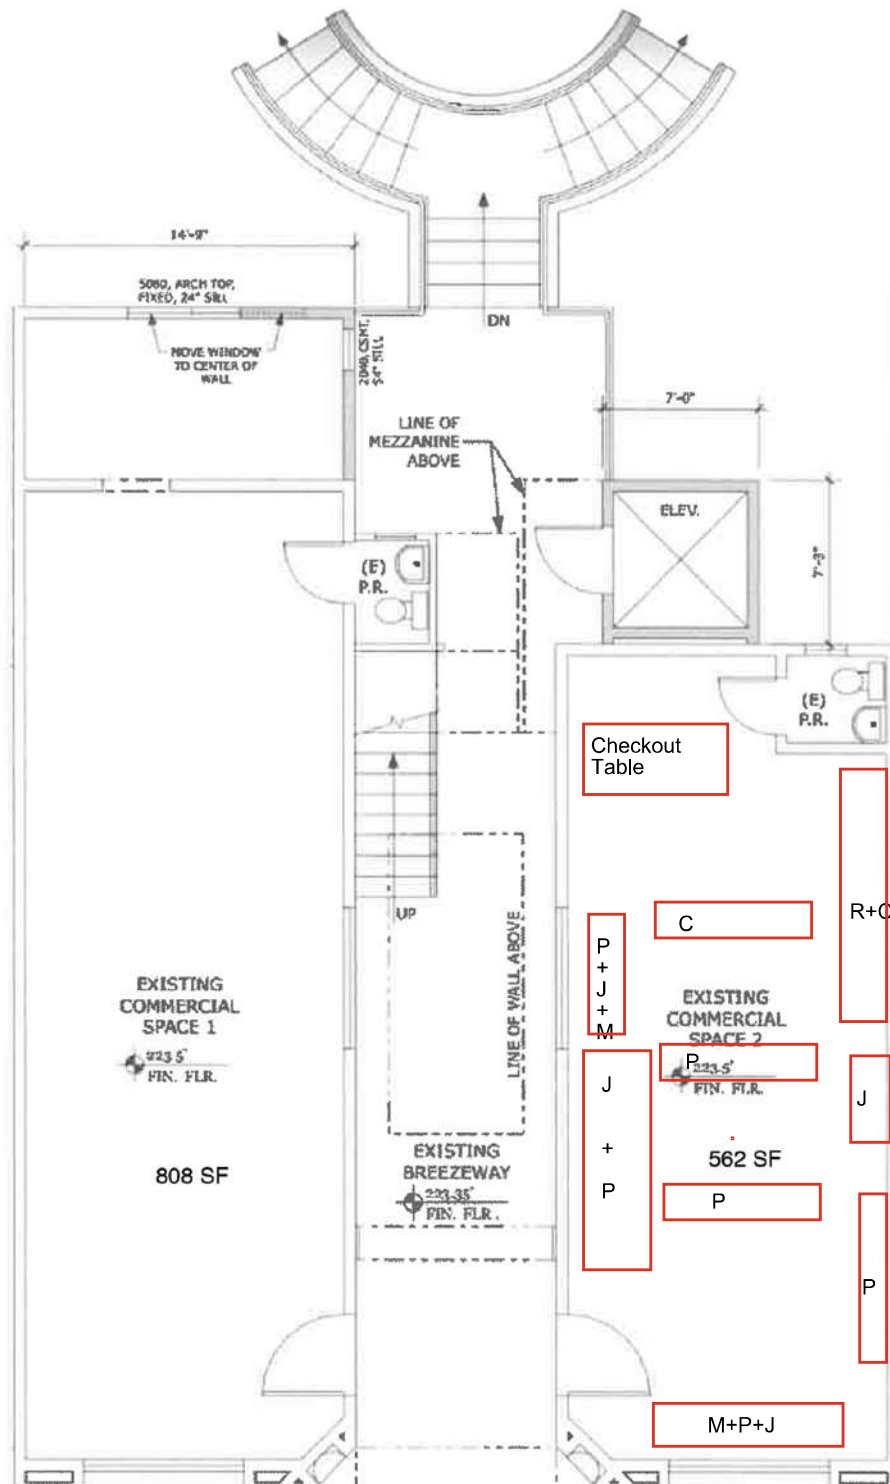 14'-9"
5080, ARCH TOP,
FIXED, 24" SILL
MOVE WINDOW
TO CENTER OF
WALL
2040, CSMT.
54" SILL
DN
LINE OF
MEZZANINE
ABOVE
7'-0"
ELEV.
7'-3"
(E)
P.R.
(E)
P.R.
Checkout
Table
UP
LINE OF WALL ABOVE
C
R+C
P
+
J
+
M
EXISTING
COMMERCIAL
SPACE 1
223.5'
FIN. FLR.
808 SF
EXISTING
COMMERCIAL
SPACE 2
P
223.5'
FIN. FLR.
562 SF
J
+
P
J
EXISTING
BREEZEWAY
223.35'
FIN. FLR.
P
P
M+P+J